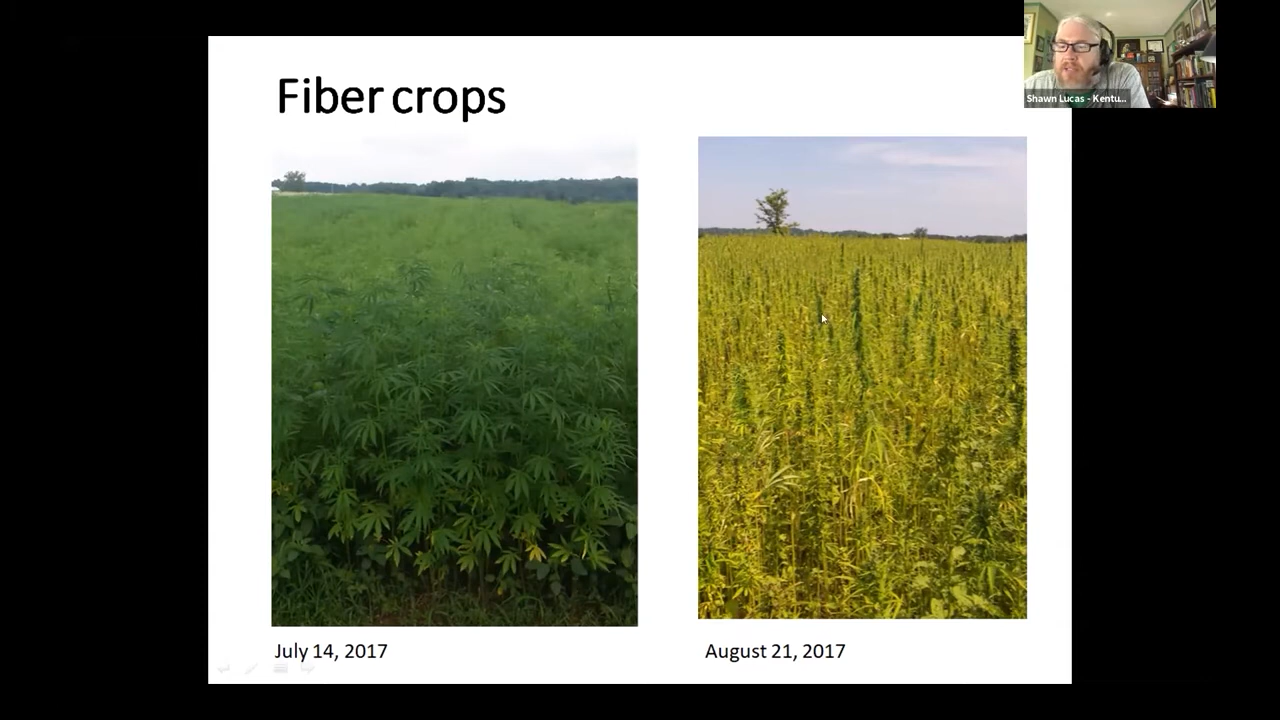 Fiber crops
Shawn Lucas - Kentu...
July 14, 2017
August 21, 2017